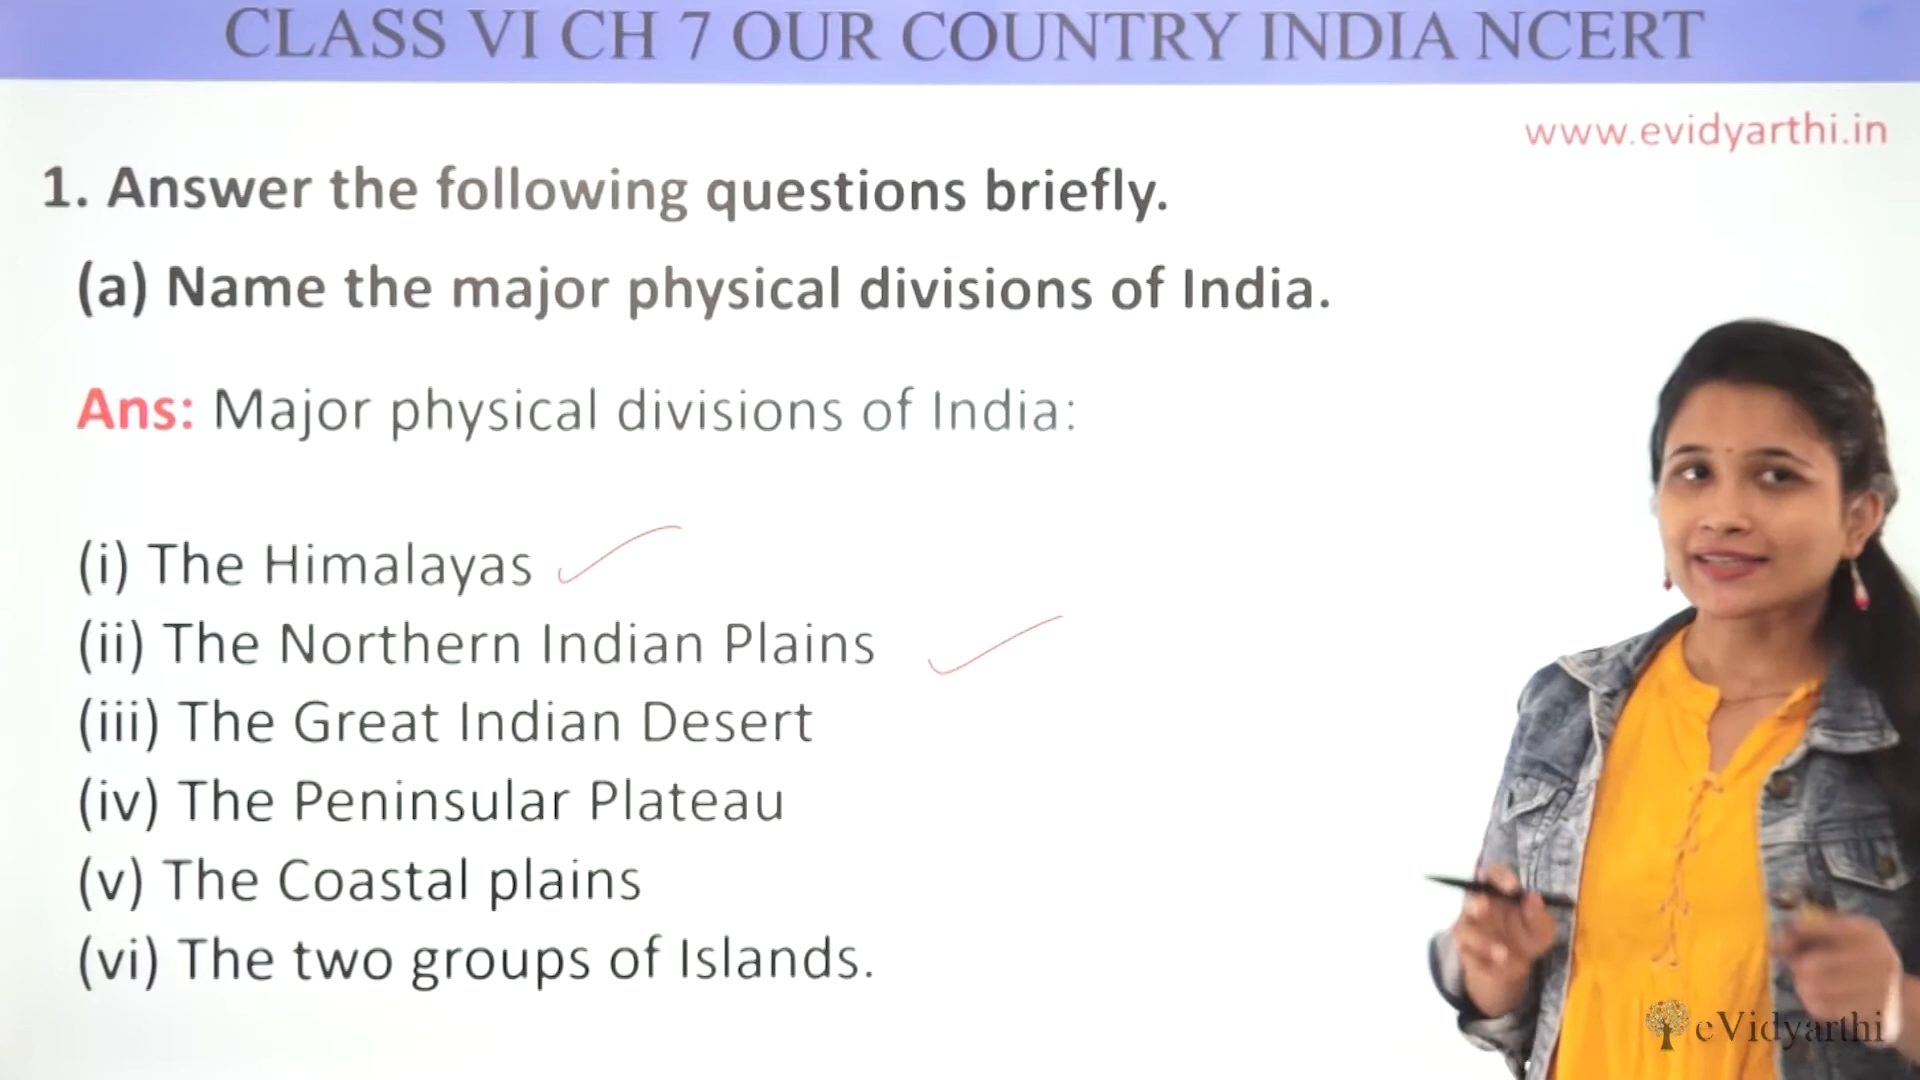 CLASS VI CH 7 OUR COUNTRY INDIA NCERT
www.evidyarthi.in
1. Answer the following questions briefly.
(a) Name the major physical divisions of India.
Ans: Major physical divisions of India:
(i) The Himalayas
(ii) The Northern Indian Plains
(iii) The Great Indian Desert
(iv) The Peninsular Plateau
(v) The Coastal plains
(vi) The two groups of Islands.
eVidyarthi